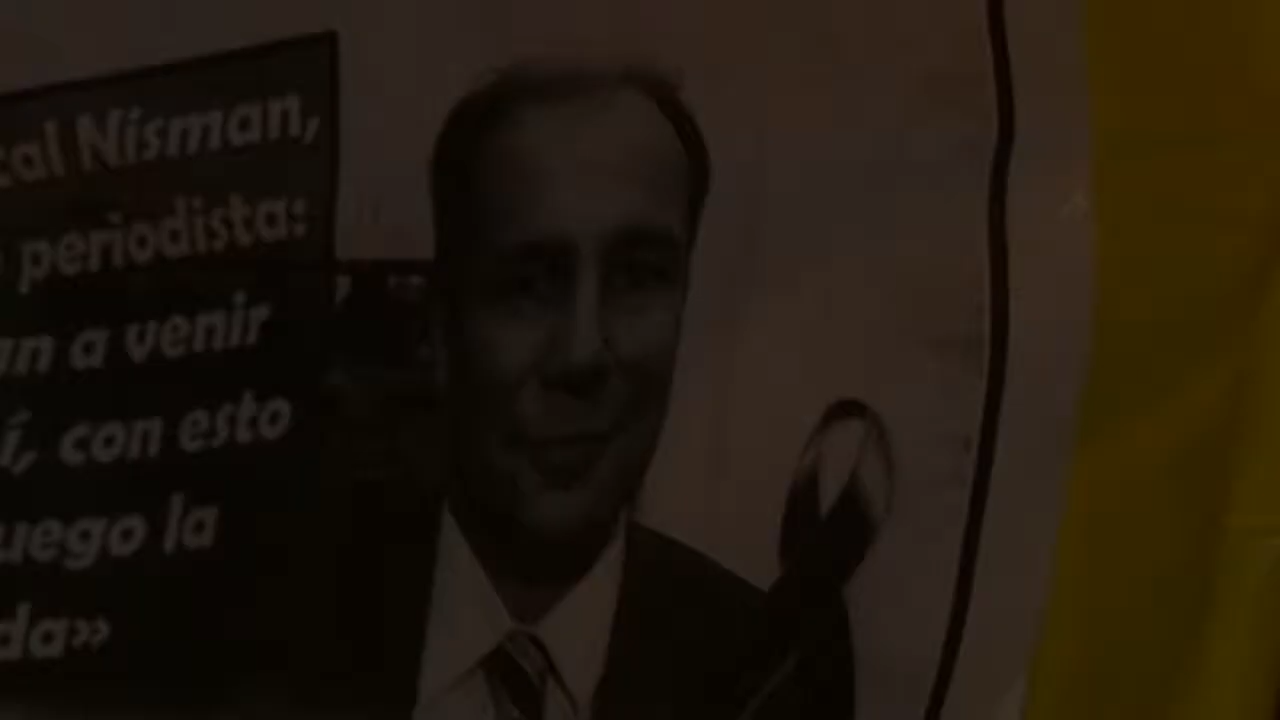 cal Nisman,
periodista:
an a venir
í, con esto
uego la
da»